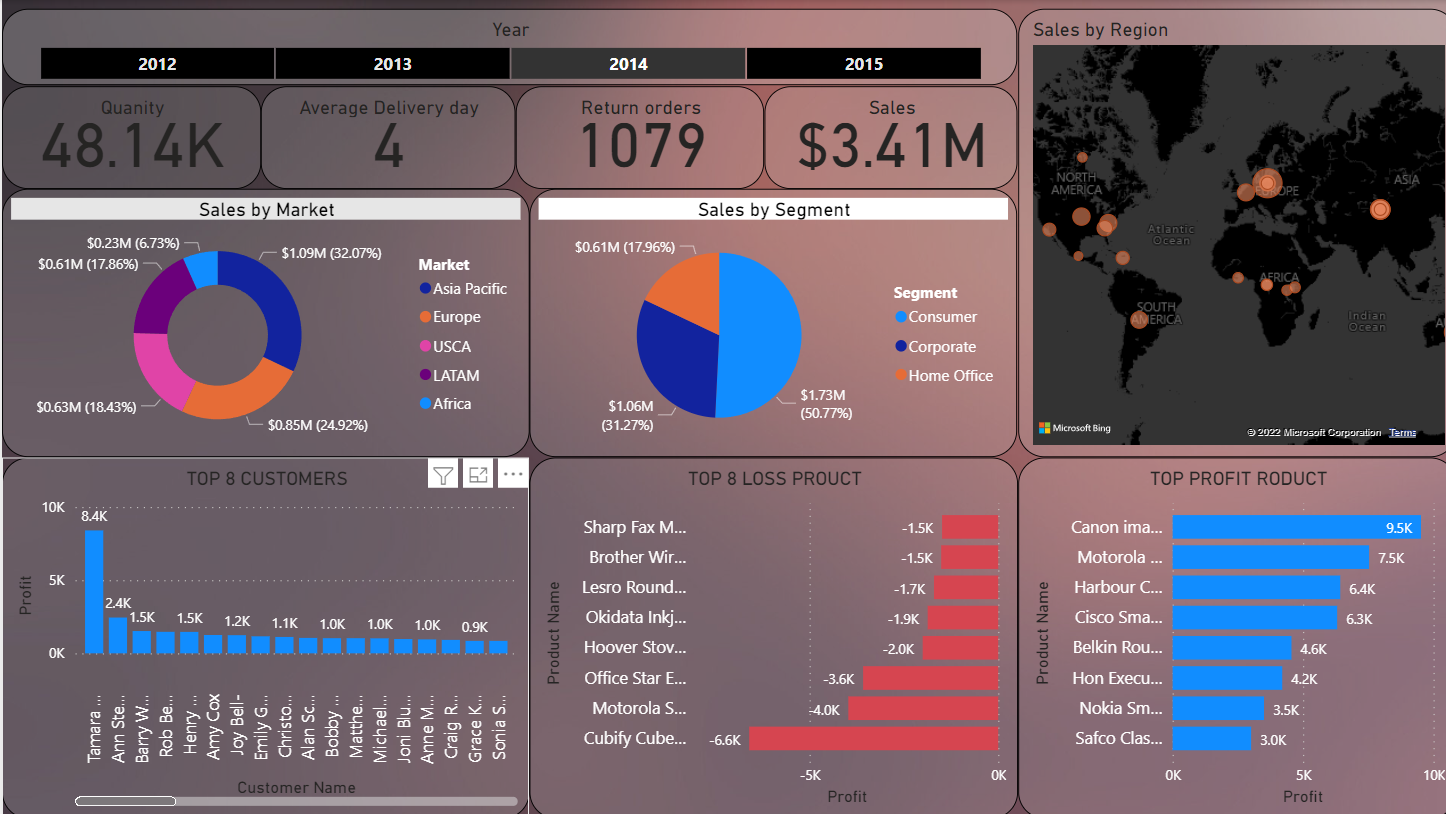 Year
2012
2013
2014
2015
Quanity
48.14K
Average Delivery day
4
Return orders
1079
Sales
$3.41M
Sales by Region
NORTH
AMERICA
EUROPE
ASIA
Atlantic
Ocean
AFRICA
SOUTH
AMERICA
Indian
Ocean
A
Microsoft Bing
© 2022 Microsoft Corporation Terms
Sales by Market
$0.23M (6.73%)
$0.61M (17.86%)
$1.09M (32.07%)
$0.63M (18.43%)
$0.85M (24.92%)
Market
Asia Pacific
Europe
USCA
LATAM
Africa
Sales by Segment
$0.61M (17.96%)
$1.06M
(31.27%)
$1.73M
(50.77%)
Segment
Consumer
Corporate
Home Office
TOP 8 CUSTOMERS
Profit
10K
5K
0K
8.4K
2.4K
1.5K
1.5K
1.2K
1.1K
1.0K
1.0K
1.0K
0.9K
Tamara ...
Ann Ste...
Barry W...
Rob Be...
Henry ...
Amy Cox
Joy Bell-
Emily G...
Christo...
Alan Sc...
Bobby ...
Matthe...
Michael...
Joni Blu...
Anne M...
Craig R...
Grace K...
Sonia S...
Customer Name
TOP 8 LOSS PROUCT
Product Name
Sharp Fax M... -1.5K
Brother Wir... -1.5K
Lesro Round... -1.7K
Okidata Inkj... -1.9K
Hoover Stov... -2.0K
Office Star E... -3.6K
Motorola S... -4.0K
Cubify Cube... -6.6K
-5K
0K
Profit
TOP PROFIT RODUCT
Product Name
Canon ima... 9.5K
Motorola ... 7.5K
Harbour C... 6.4K
Cisco Sma... 6.3K
Belkin Rou... 4.6K
Hon Execu... 4.2K
Nokia Sm... 3.5K
Safco Clas... 3.0K
0K
5K
10K
Profit